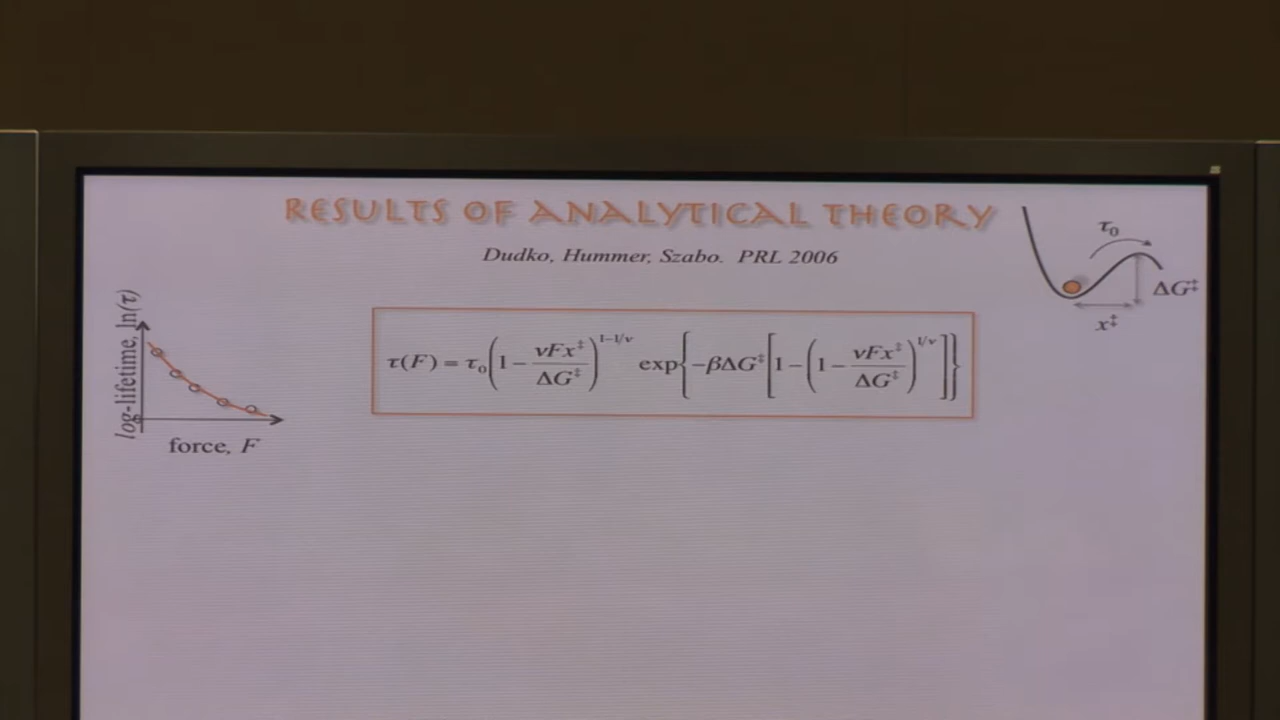 RESULTS OF ANALYTICAL THEORY
Dudko, Hummer, Szabo. PRL 2006
τ₀
ΔG‡
x‡
log-lifetime, ln(τ)
force, F
τ(F) = τ₀(1 − νFx‡/ΔG‡)^(1−1/ν) exp{−βΔG‡[1−(1 − νFx‡/ΔG‡)^(1/ν)]}